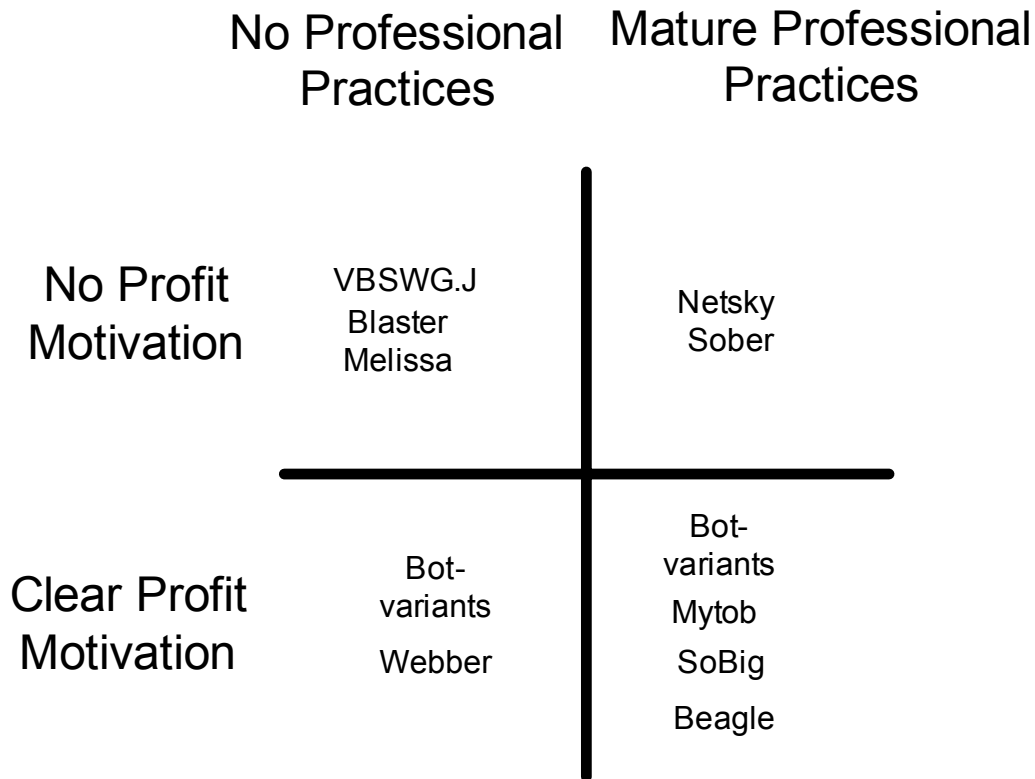 No Professional
Practices
Mature Professional
Practices
No Profit
Motivation
VBSWG.J
Blaster
Melissa
Netsky
Sober
Clear Profit
Motivation
Bot-
variants
Webber
Bot-
variants
Mytob
SoBig
Beagle